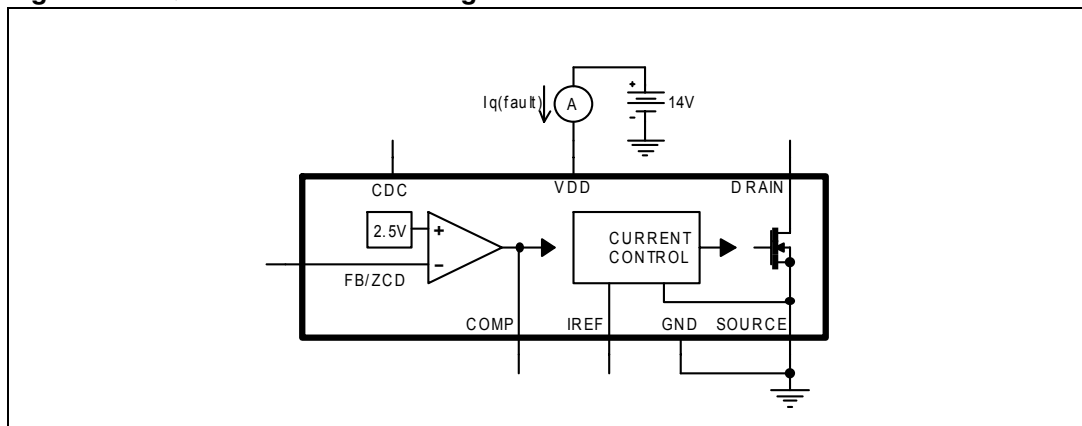 Iq(fault)
A
+
-
14V
CDC
VDD
DRAIN
2.5V
+
-
CURRENT
CONTROL
FB/ZCD
COMP
IREF
GND
SOURCE